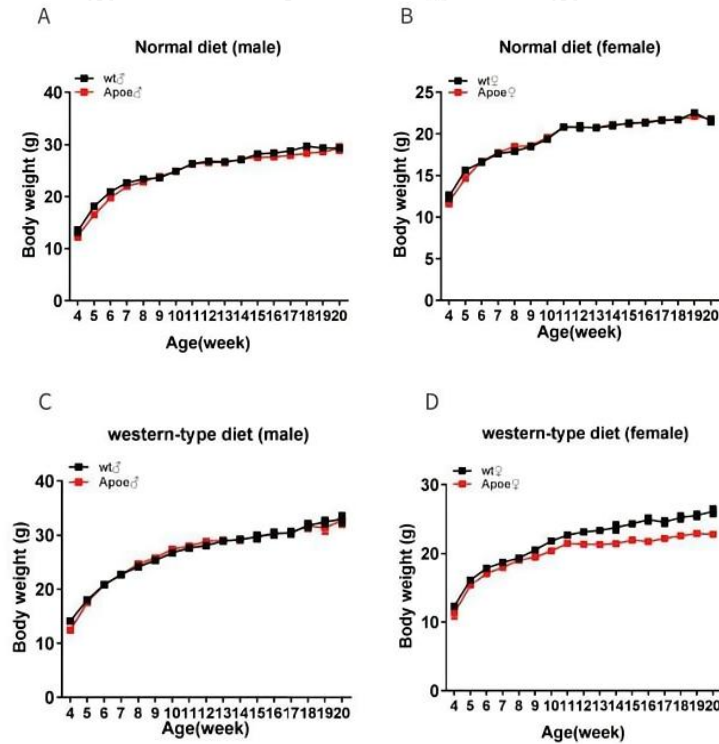 A
Normal diet (male)
wt♂
Apoe♂
40
30
20
10
0
Body weight (g)
4 5 6 7 8 9 10 11 12 13 14 15 16 17 18 19 20
Age(week)
B
Normal diet (female)
wt♀
Apoe♀
25
20
15
10
5
0
Body weight (g)
4 5 6 7 8 9 10 11 12 13 14 15 16 17 18 19 20
Age(week)
C
western-type diet (male)
wt♂
Apoe♂
40
30
20
10
0
Body weight (g)
4 5 6 7 8 9 10 11 12 13 14 15 16 17 18 19 20
Age(week)
D
western-type diet (female)
wt♀
Apoe♀
30
20
10
0
Body weight (g)
4 5 6 7 8 9 10 11 12 13 14 15 16 17 18 19 20
Age(week)